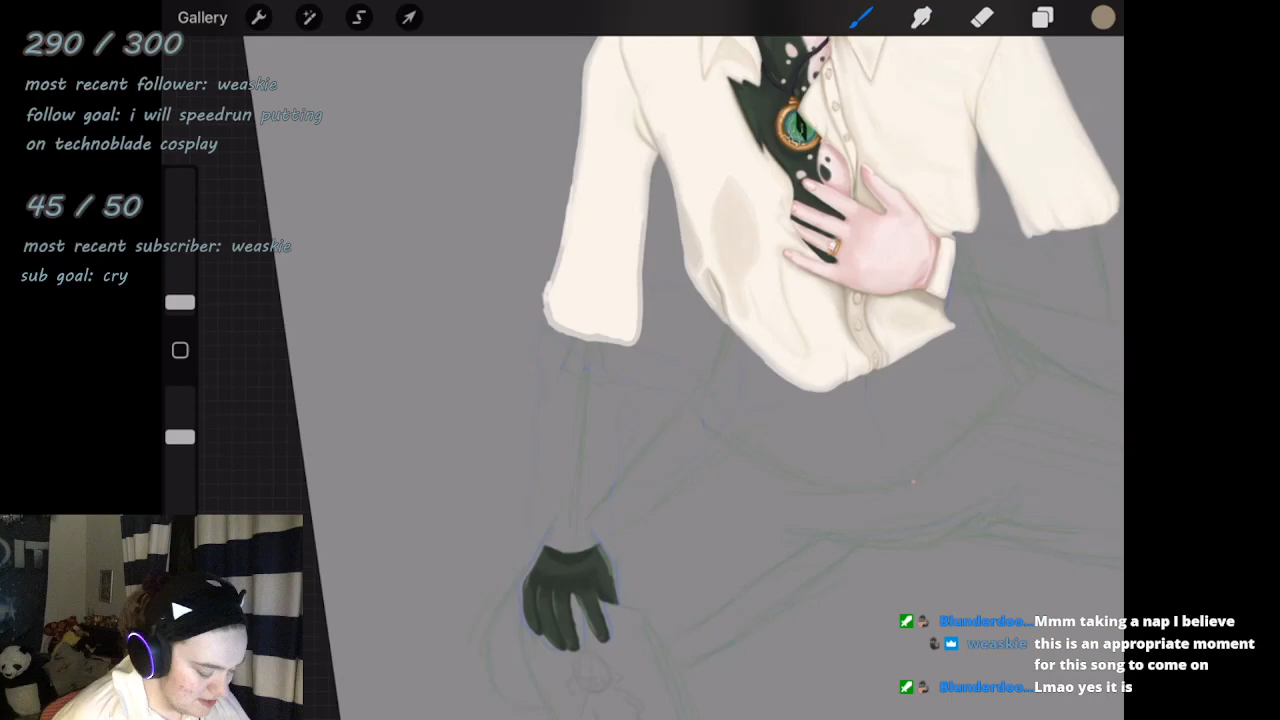 Gallery
290 / 300
most recent follower: weaskie
follow goal: i will speedrun putting
on technoblade cosplay
45 / 50
most recent subscriber: weaskie
sub goal: cry
Blunderdoo... Mmm taking a nap I believe
weaskie this is an appropriate moment
for this song to come on
Blunderdoo... Lmao yes it is